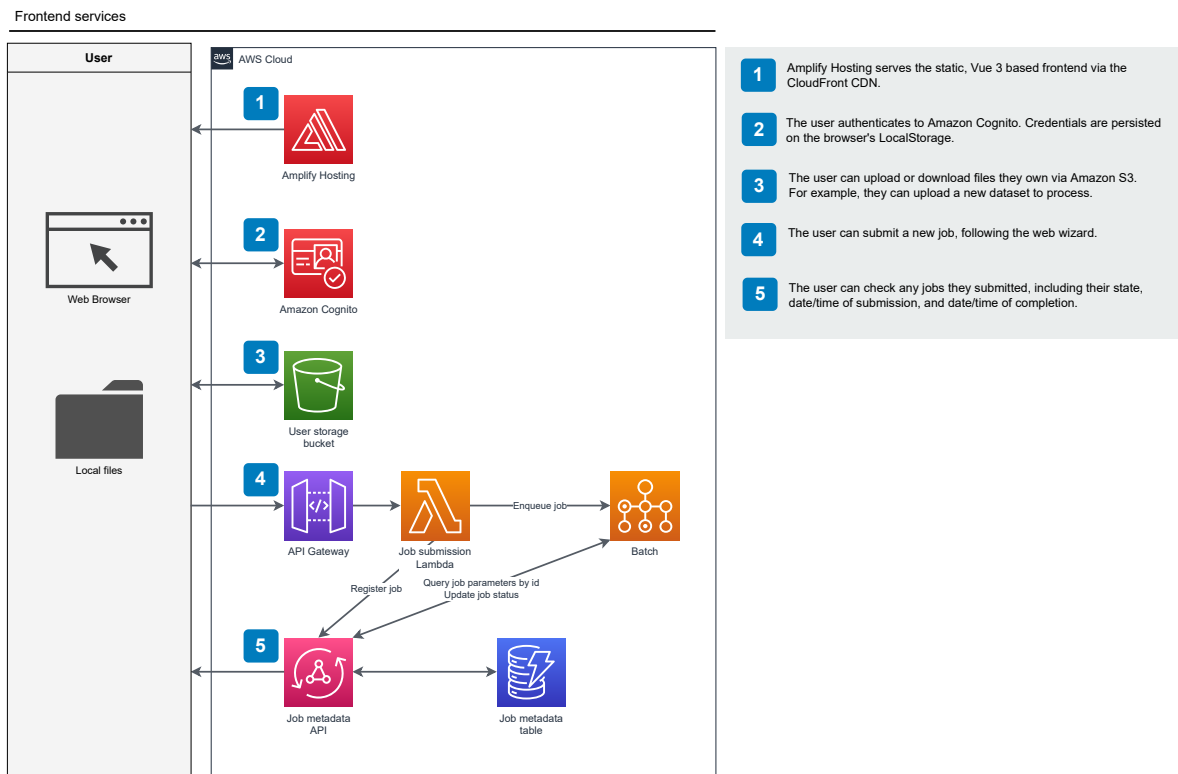 Frontend services
User
aws
AWS Cloud
1
Amplify Hosting
2
Amazon Cognito
Web Browser
3
User storage
bucket
Local files
4
API Gateway
Job submission
Lambda
Enqueue job
Batch
Register job
Query job parameters by id
Update job status
5
Job metadata
API
Job metadata
table
1
Amplify Hosting serves the static, Vue 3 based frontend via the
CloudFront CDN.
2
The user authenticates to Amazon Cognito. Credentials are persisted
on the browser's LocalStorage.
3
The user can upload or download files they own via Amazon S3.
For example, they can upload a new dataset to process.
4
The user can submit a new job, following the web wizard.
5
The user can check any jobs they submitted, including their state,
date/time of submission, and date/time of completion.